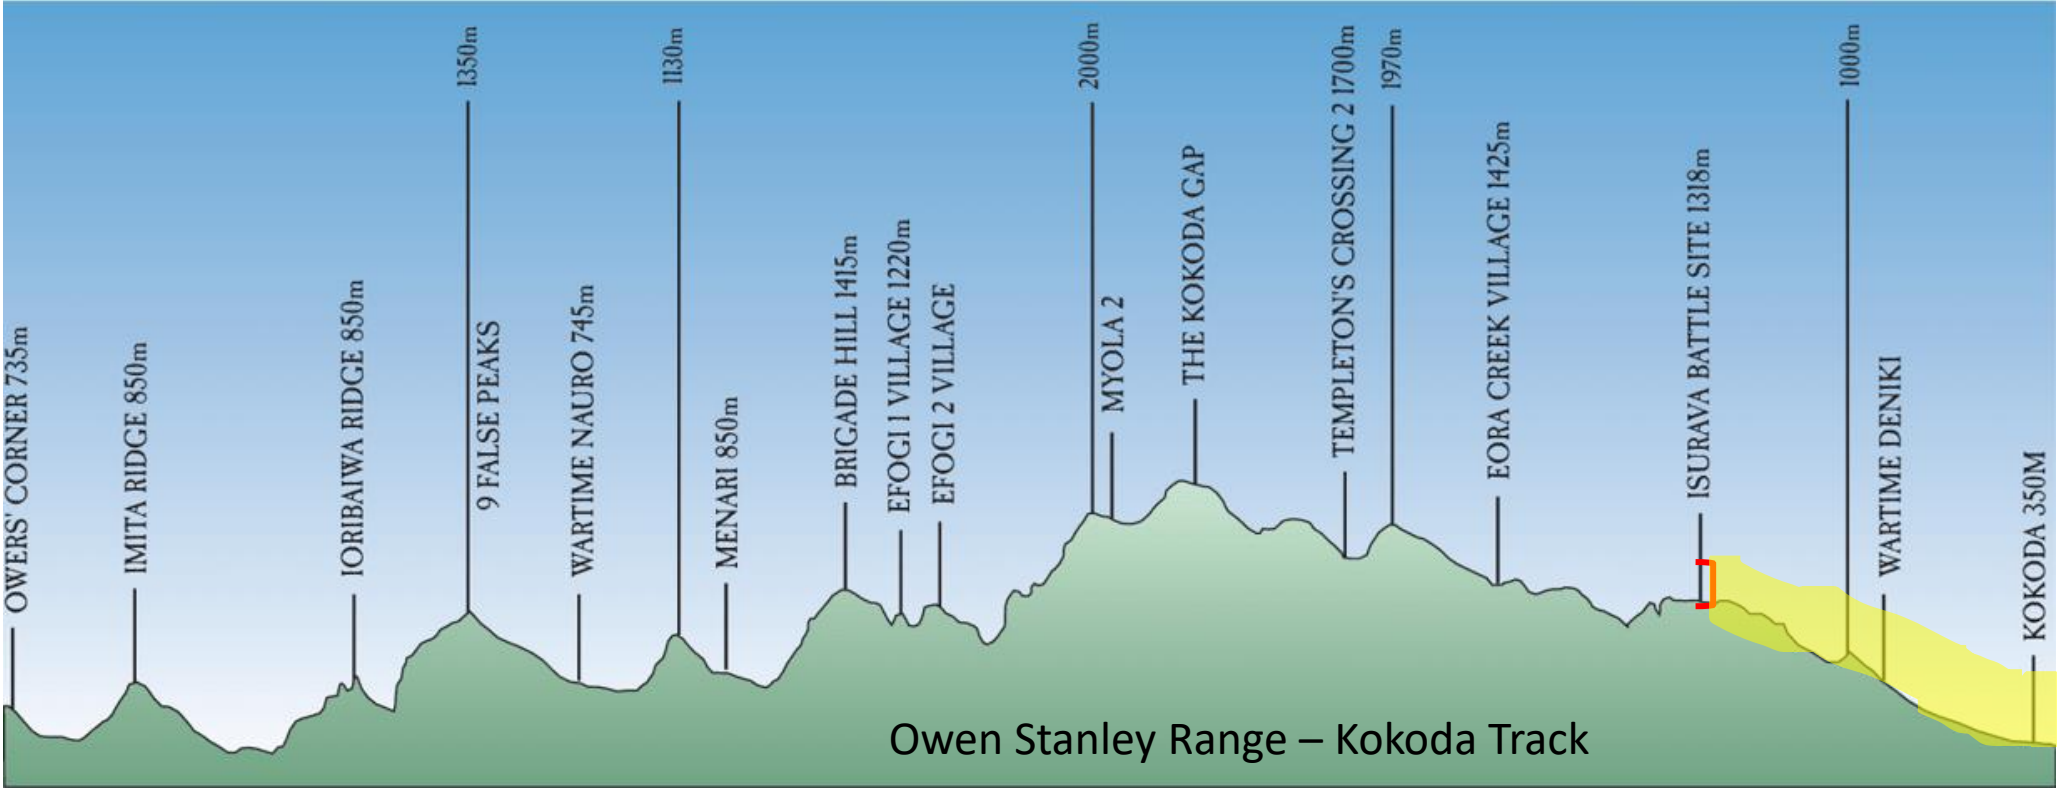 OWERS' CORNER 735m
IMITA RIDGE 850m
IORIBAIWA RIDGE 850m
1350m
9 FALSE PEAKS
WARTIME NAURO 745m
1130m
MENARI 850m
BRIGADE HILL 1415m
EFOGI 1 VILLAGE 1220m
EFOGI 2 VILLAGE
2000m
MYOLA 2
THE KOKODA GAP
TEMPLETON'S CROSSING 2 1700m
1970m
EORA CREEK VILLAGE 1425m
ISURAVA BATTLE SITE 1318m
1000m
WARTIME DENIKI
KOKODA 350M
Owen Stanley Range – Kokoda Track